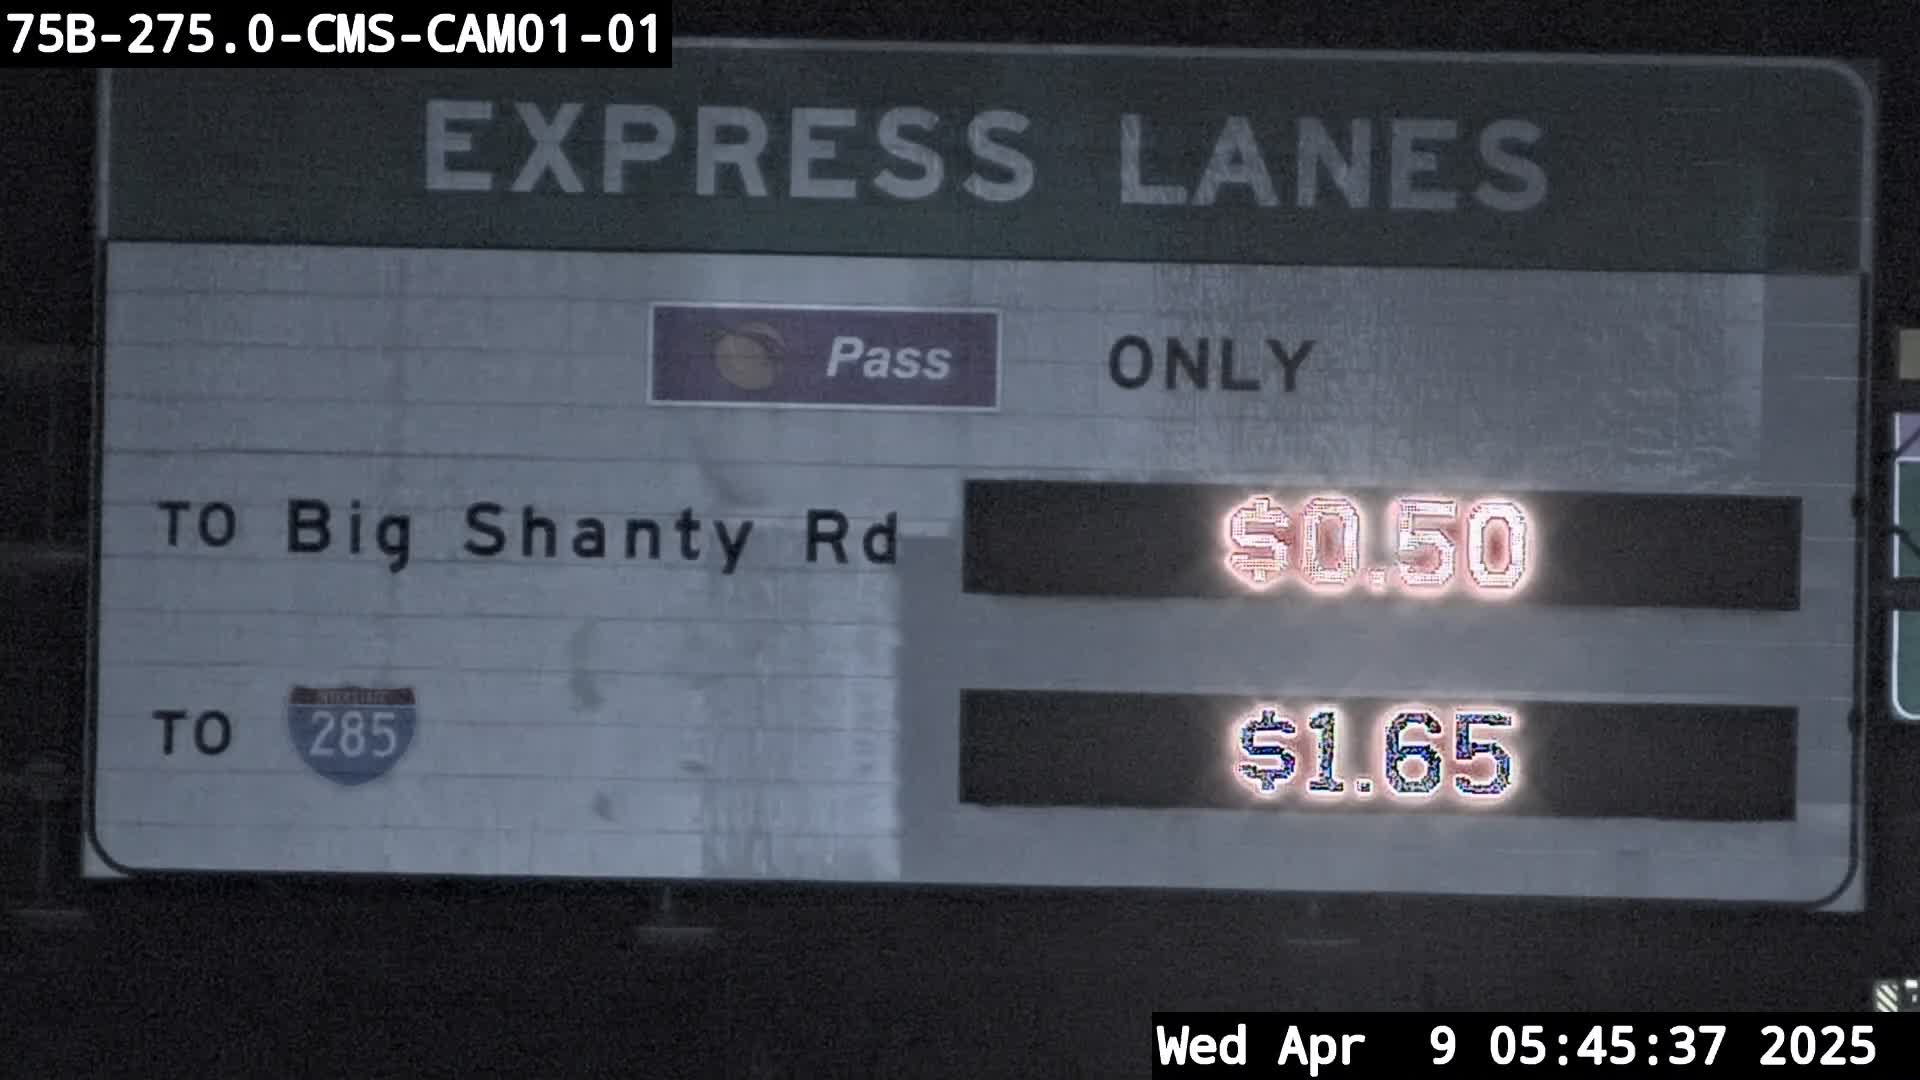 75B-275.0-CMS-CAM01-01
EXPRESS LANES
Pass ONLY
TO Big Shanty Rd $0.50
TO INTERSTATE 285 $1.65
Wed Apr 9 05:45:37 2025